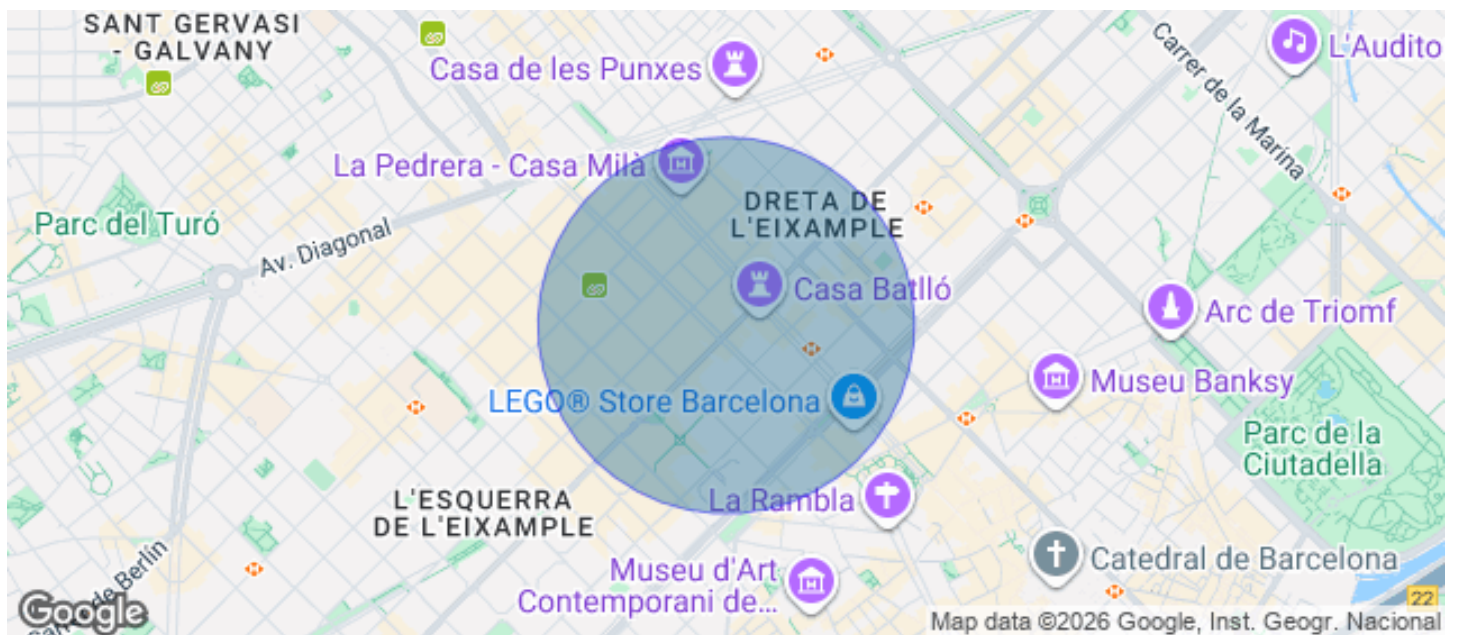 SANT GERVASI
- GALVANY
Casa de les Punxes
L'Audito
Carrer de la Marina
La Pedrera - Casa Milà
DRETA DE
L'EIXAMPLE
Parc del Turó
Av. Diagonal
Casa Batlló
Arc de Triomf
Museu Banksy
LEGO® Store Barcelona
Parc de la
Ciutadella
L'ESQUERRA
DE L'EIXAMPLE
La Rambla
Catedral de Barcelona
de Berlín
Museu d'Art
Contemporani de...
22
Google
Map data ©2026 Google, Inst. Geogr. Nacional